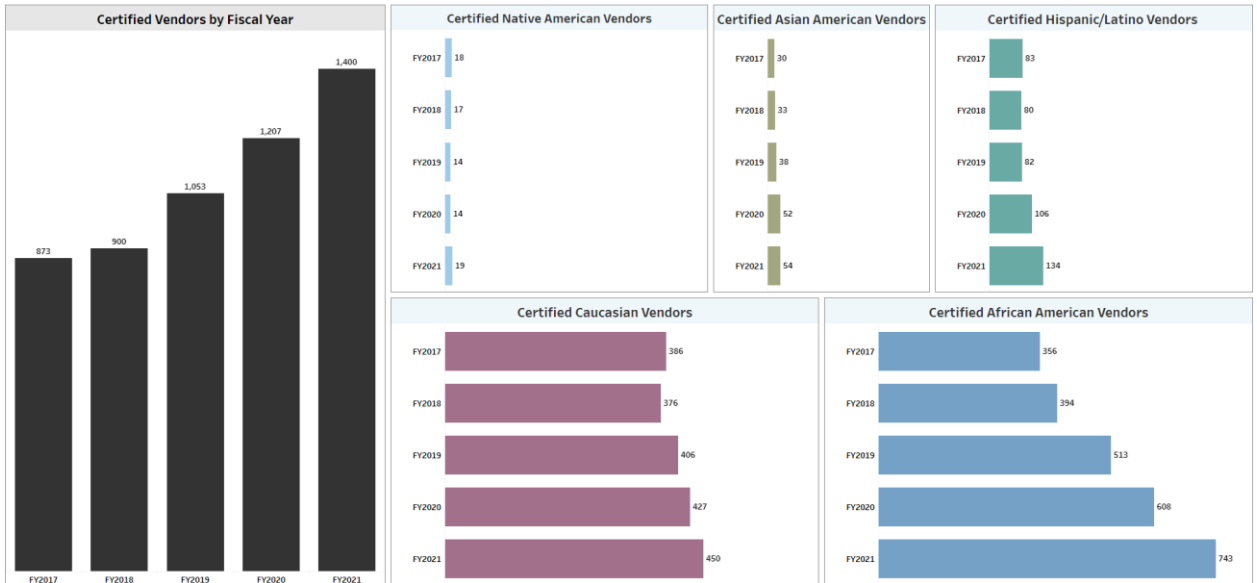 Certified Vendors by Fiscal Year
1,400
1,207
1,053
900
873
FY2017 FY2018 FY2019 FY2020 FY2021
Certified Native American Vendors
FY2017 18
FY2018 17
FY2019 14
FY2020 14
FY2021 19
Certified Asian American Vendors
FY2017 30
FY2018 33
FY2019 38
FY2020 52
FY2021 54
Certified Hispanic/Latino Vendors
FY2017 83
FY2018 80
FY2019 82
FY2020 106
FY2021 134
Certified Caucasian Vendors
FY2017 386
FY2018 376
FY2019 406
FY2020 427
FY2021 450
Certified African American Vendors
FY2017 356
FY2018 394
FY2019 513
FY2020 608
FY2021 743